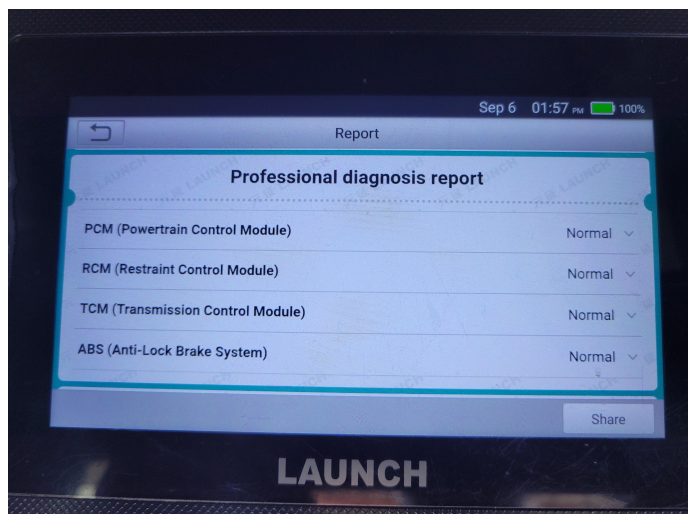 Sep 6 01:57 PM 100%
Report
Professional diagnosis report
PCM (Powertrain Control Module) Normal
RCM (Restraint Control Module) Normal
TCM (Transmission Control Module) Normal
ABS (Anti-Lock Brake System) Normal
Share
LAUNCH